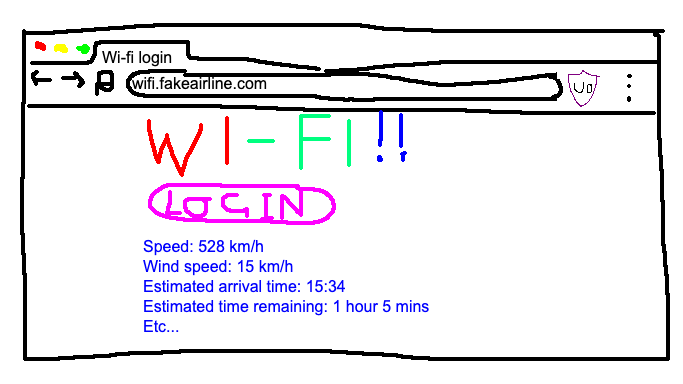 Wi-fi login
wifi.fakeairline.com
UO
WI-FI!!
LOGIN
Speed: 528 km/h
Wind speed: 15 km/h
Estimated arrival time: 15:34
Estimated time remaining: 1 hour 5 mins
Etc...